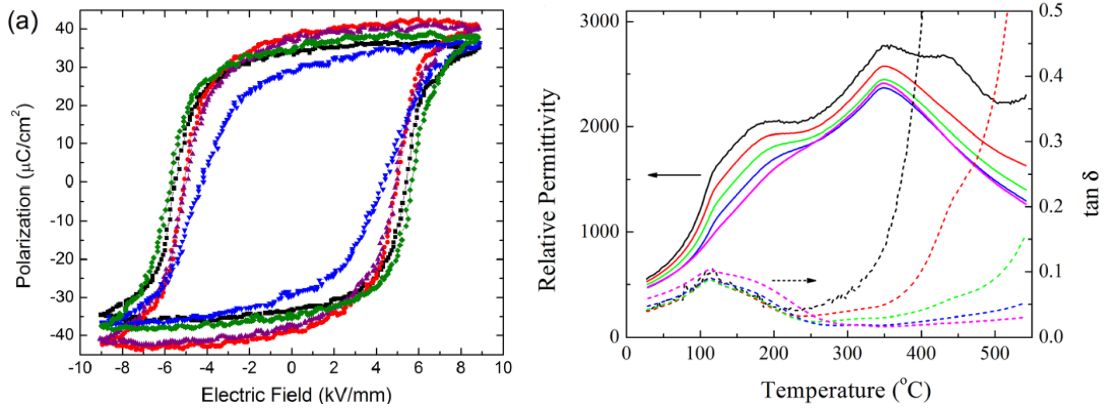 (a)
Polarization (μC/cm²)
50
40
30
20
10
0
-10
-20
-30
-40
-10 -8 -6 -4 -2 0 2 4 6 8 10
Electric Field (kV/mm)
Relative Permittivity
3000
2000
1000
0
0.5
0.4
0.3
0.2
0.1
0.0
tan δ
0 100 200 300 400 500
Temperature (°C)